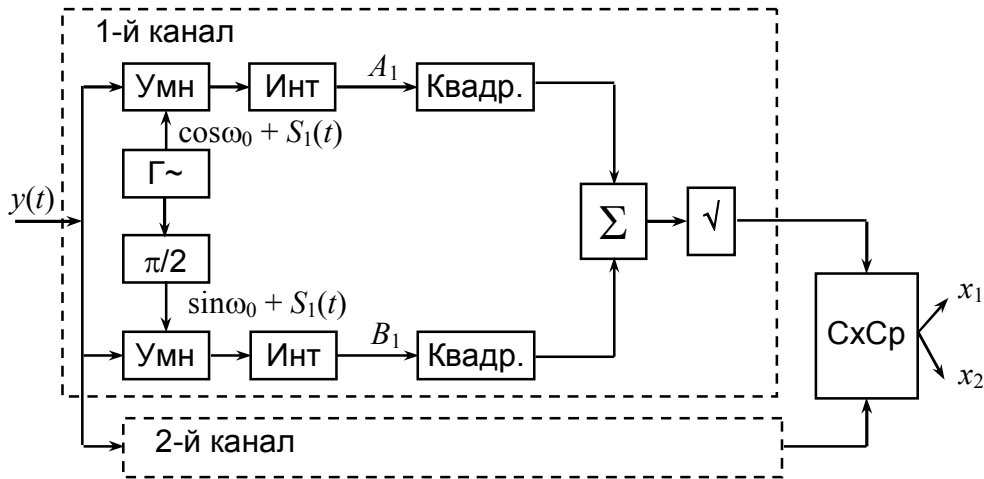 1-й канал
Умн
Инт
A₁
Квадр.
cosω₀ + S₁(t)
Г~
y(t)
Σ
√
π/2
sinω₀ + S₁(t)
Умн
Инт
B₁
Квадр.
СхСр
x₁
x₂
2-й канал